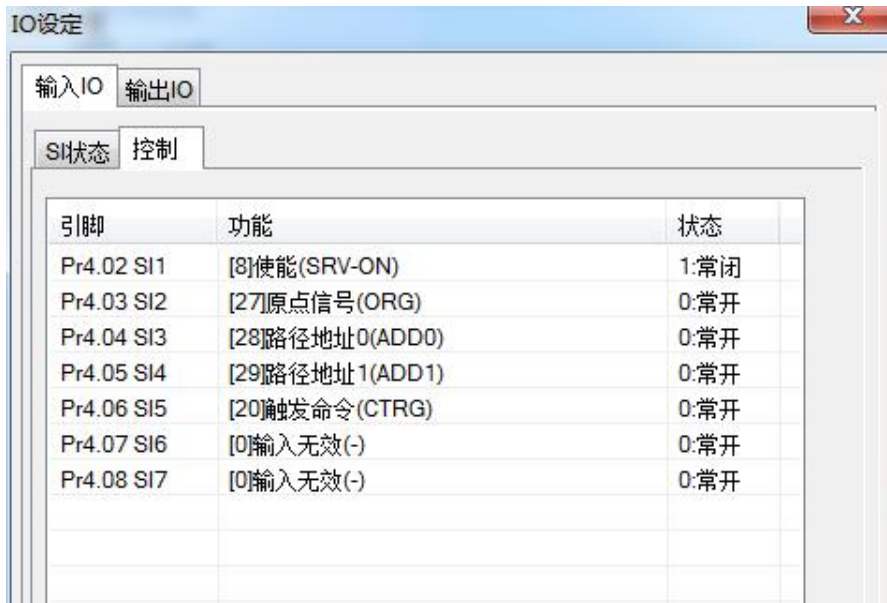 IO设定
输入IO 输出IO
SI状态 控制
引脚 功能 状态
Pr4.02 SI1 [8]使能(SRV-ON) 1:常闭
Pr4.03 SI2 [27]原点信号(ORG) 0:常开
Pr4.04 SI3 [28]路径地址0(ADD0) 0:常开
Pr4.05 SI4 [29]路径地址1(ADD1) 0:常开
Pr4.06 SI5 [20]触发命令(CTRG) 0:常开
Pr4.07 SI6 [0]输入无效(-) 0:常开
Pr4.08 SI7 [0]输入无效(-) 0:常开